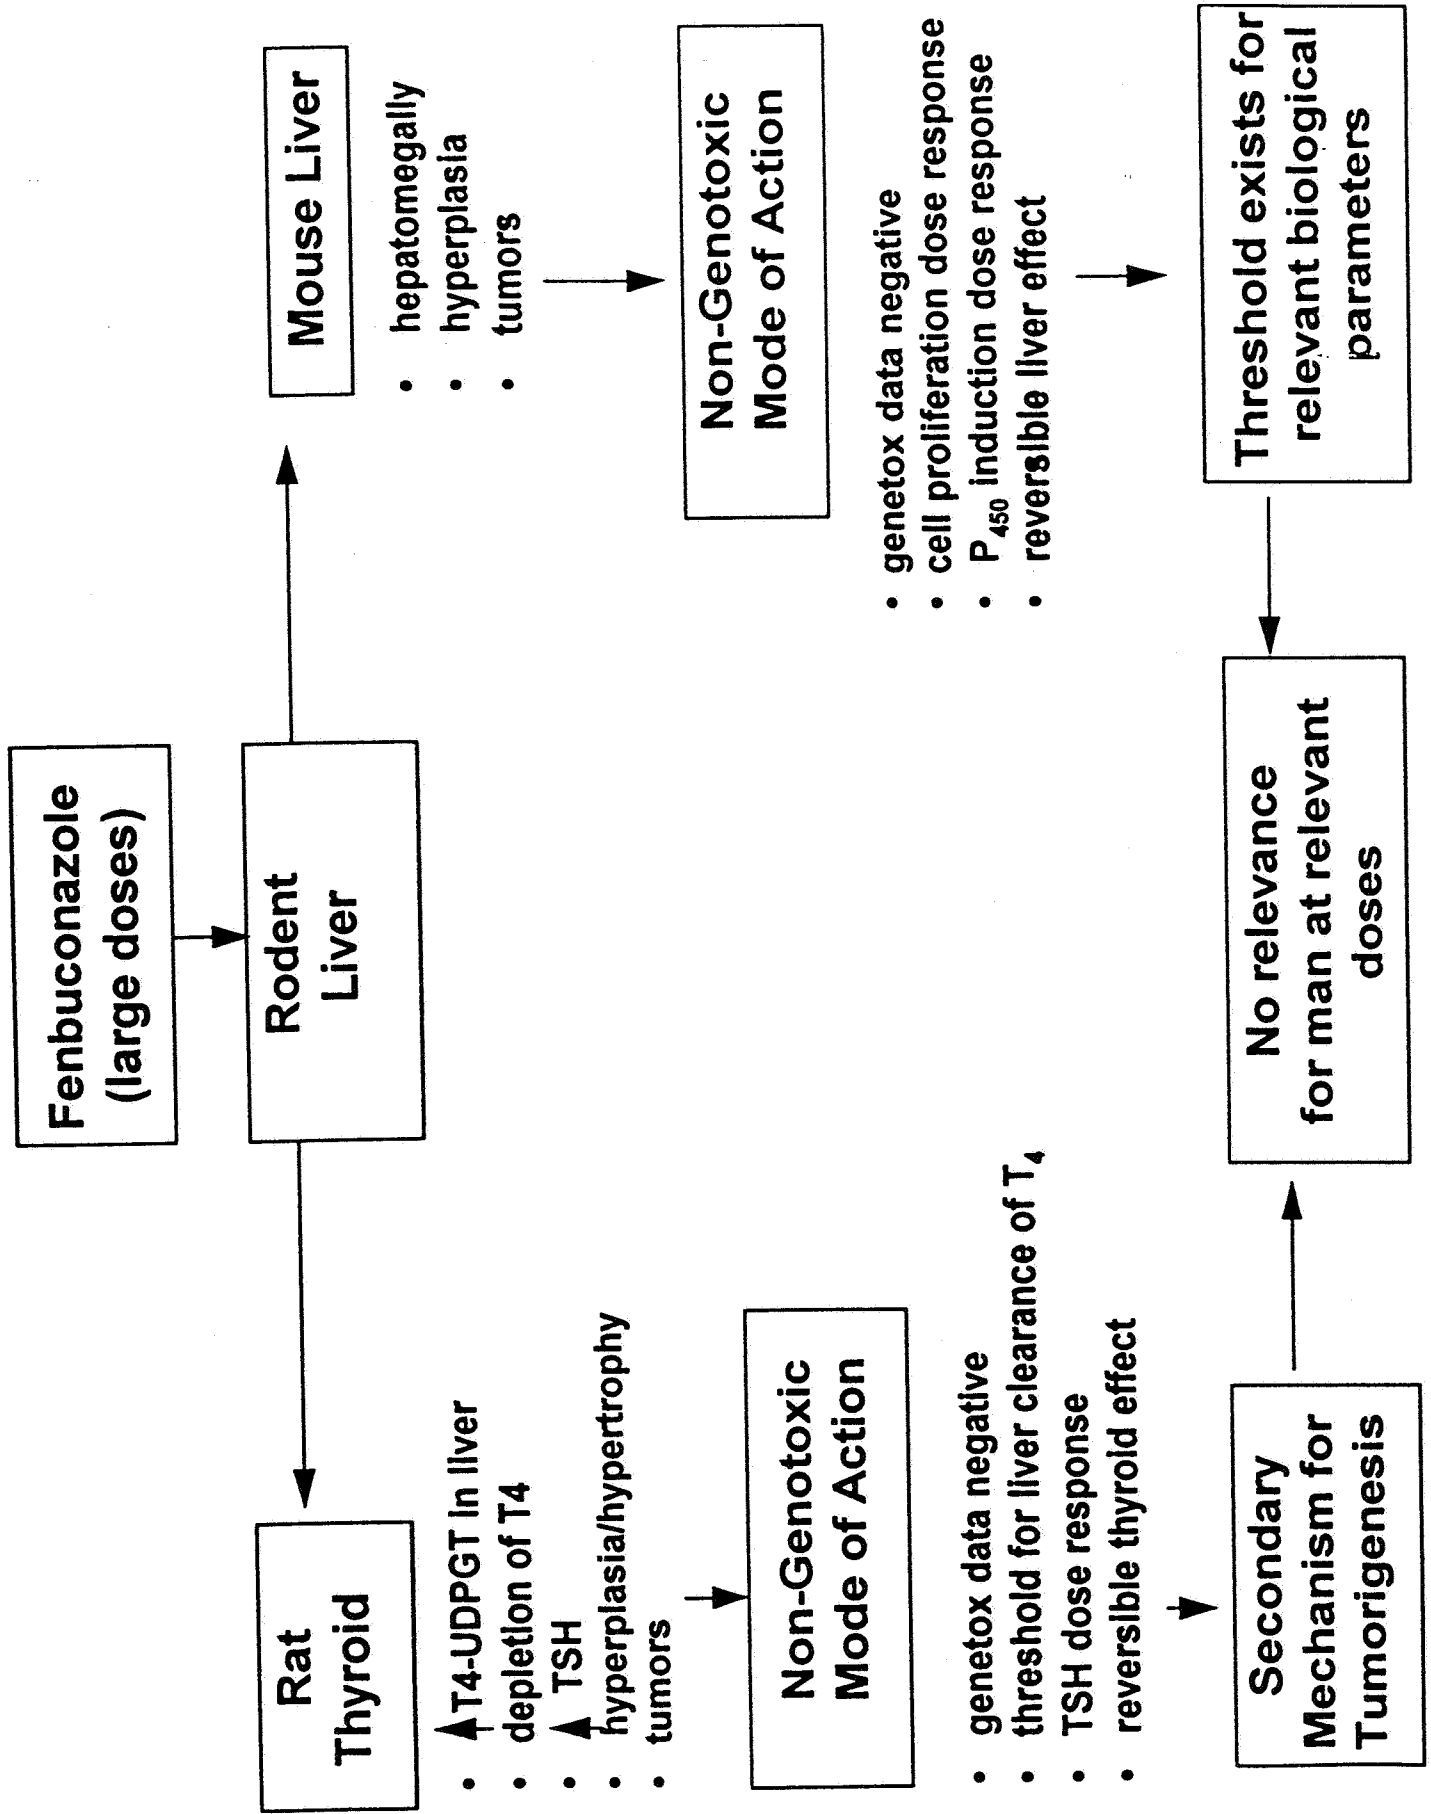 Fenbuconazole
(large doses)
Rodent
Liver
Rat
Thyroid
• ↑ T4-UDPGT in liver
• depletion of T4
• ↑ TSH
• hyperplasia/hypertrophy
• tumors
Non-Genotoxic
Mode of Action
• genetox data negative
• threshold for liver clearance of T₄
• TSH dose response
• reversible thyroid effect
Secondary
Mechanism for
Tumorigenesis
Mouse Liver
• hepatomegally
• hyperplasia
• tumors
Non-Genotoxic
Mode of Action
• genetox data negative
• cell proliferation dose response
• P₄₅₀ induction dose response
• reversible liver effect
Threshold exists for
relevant biological
parameters
No relevance
for man at relevant
doses